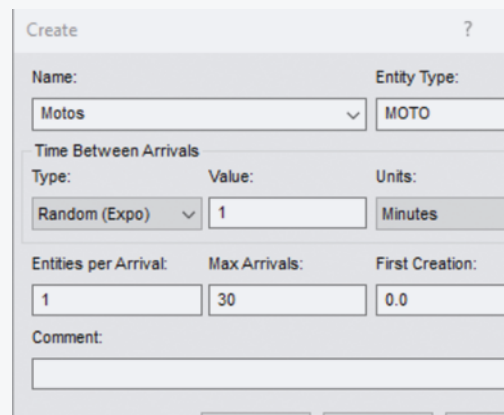 Create ?
Name: Entity Type:
Motos MOTO
Time Between Arrivals
Type: Value: Units:
Random (Expo) 1 Minutes
Entities per Arrival: Max Arrivals: First Creation:
1 30 0.0
Comment: